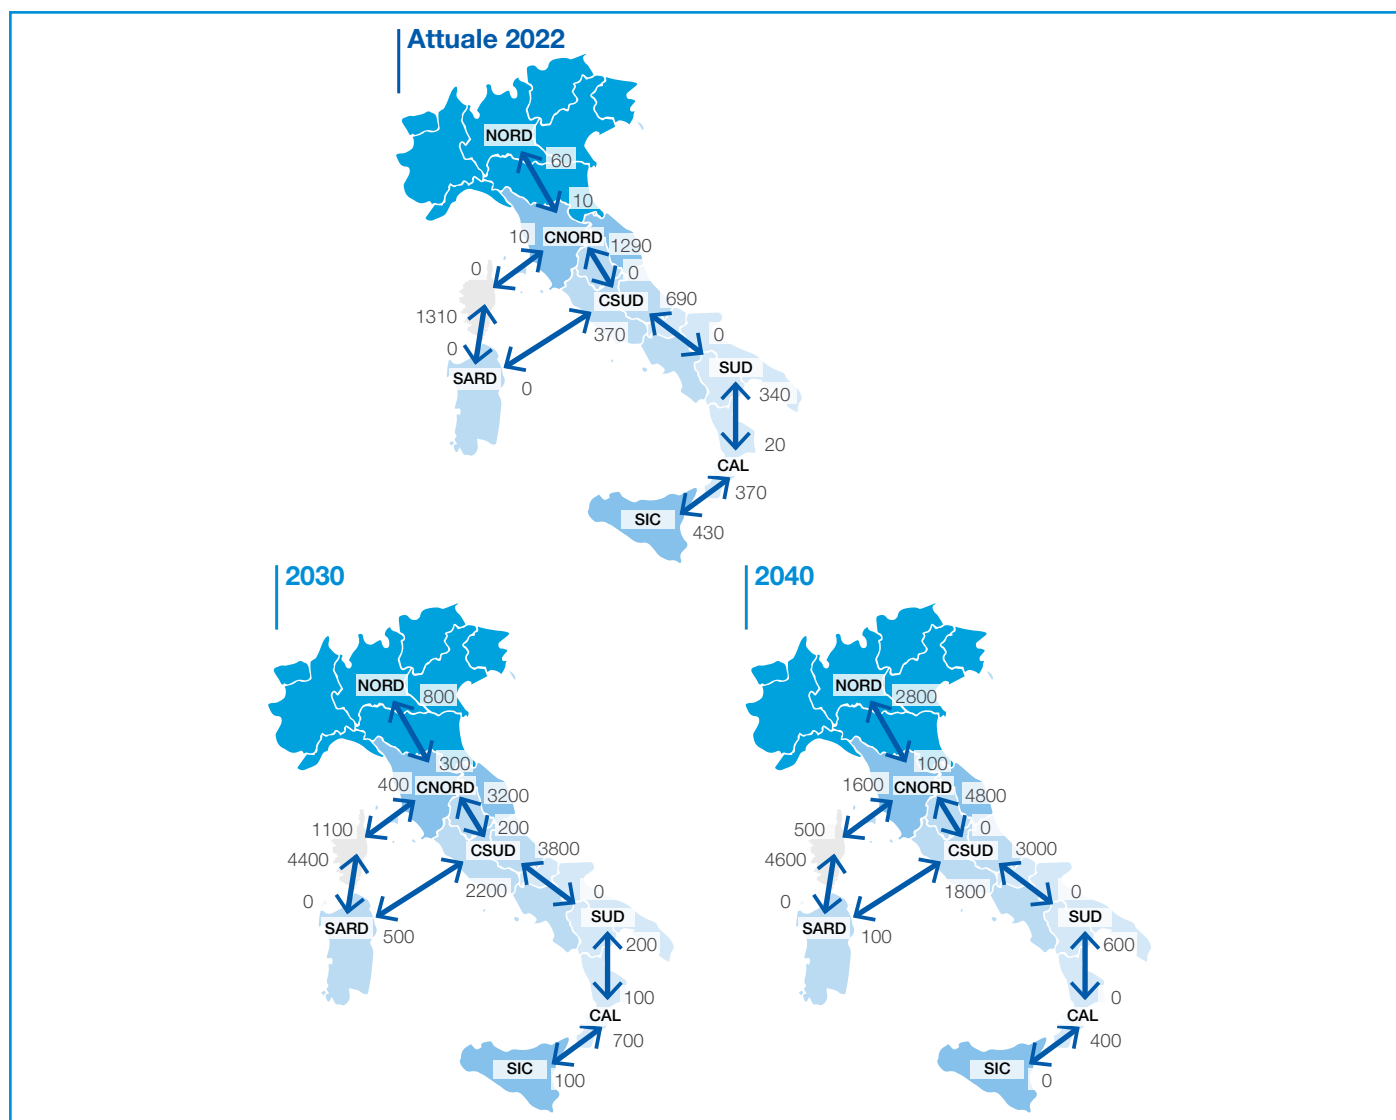 Attuale 2022
NORD
60
10
10
CNORD
1290
0
0
CSUD
690
1310
370
0
0
SUD
SARD
0
340
20
CAL
370
SIC
430
2030
NORD
800
300
400
CNORD
3200
1100
200
4400
CSUD
3800
2200
0
0
SUD
SARD
500
200
100
CAL
700
SIC
100
2040
NORD
2800
100
1600
CNORD
4800
500
0
4600
CSUD
3000
1800
0
0
SUD
SARD
100
600
0
CAL
400
SIC
0